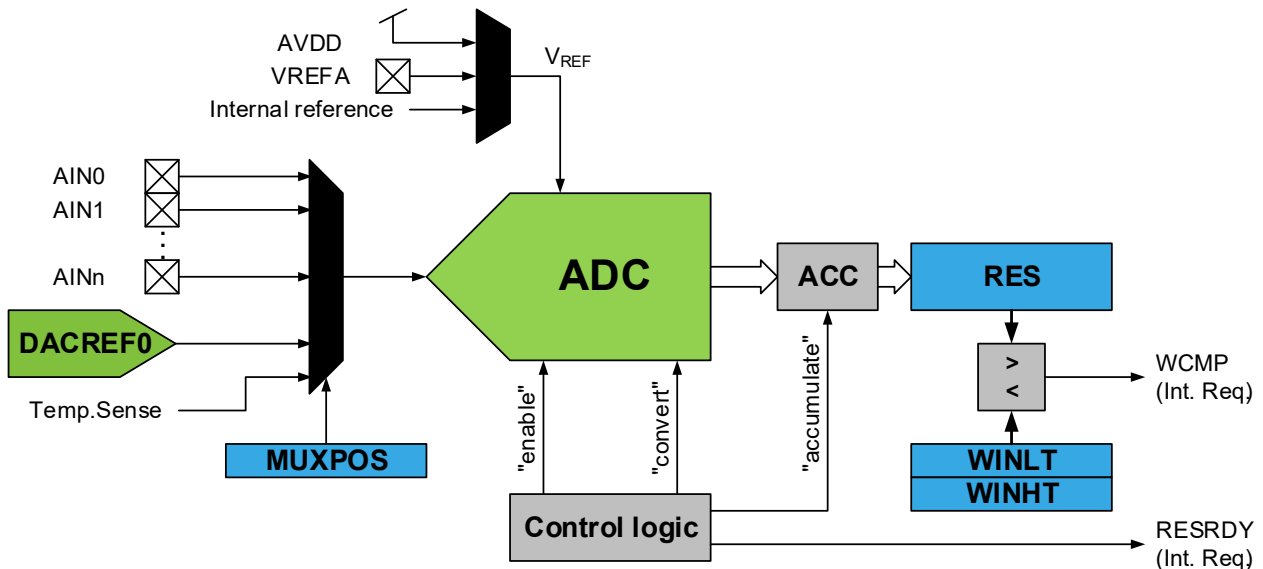 AVDD
VREFA
Internal reference
VREF
AIN0
AIN1
AINn
DACREF0
Temp.Sense
MUXPOS
ADC
ACC
RES
>
<
WCMP
(Int. Req)
WINLT
WINHT
"enable"
"convert"
"accumulate"
Control logic
RESRDY
(Int. Req)